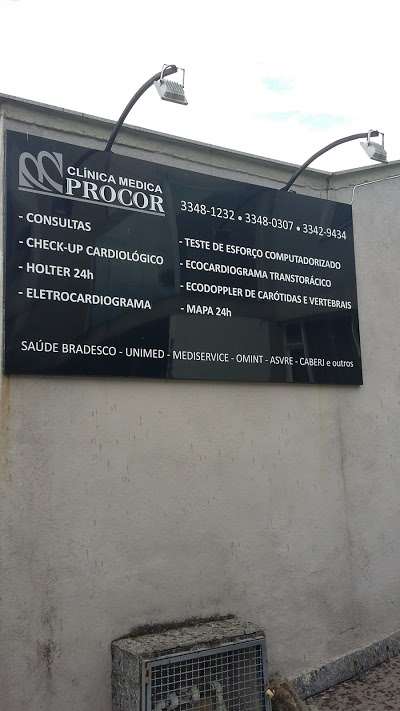 CLÍNICA MEDICA
PROCOR
3348-1232 • 3348-0307 • 3342-9434
- CONSULTAS
- CHECK-UP CARDIOLÓGICO
- HOLTER 24h
- ELETROCARDIOGRAMA
- TESTE DE ESFORÇO COMPUTADORIZADO
- ECOCARDIOGRAMA TRANSTORÁCICO
- ECODOPPLER DE CARÓTIDAS E VERTEBRAIS
- MAPA 24h
SAÚDE BRADESCO - UNIMED - MEDISERVICE - OMINT - ASVRE - CABERJ e outros